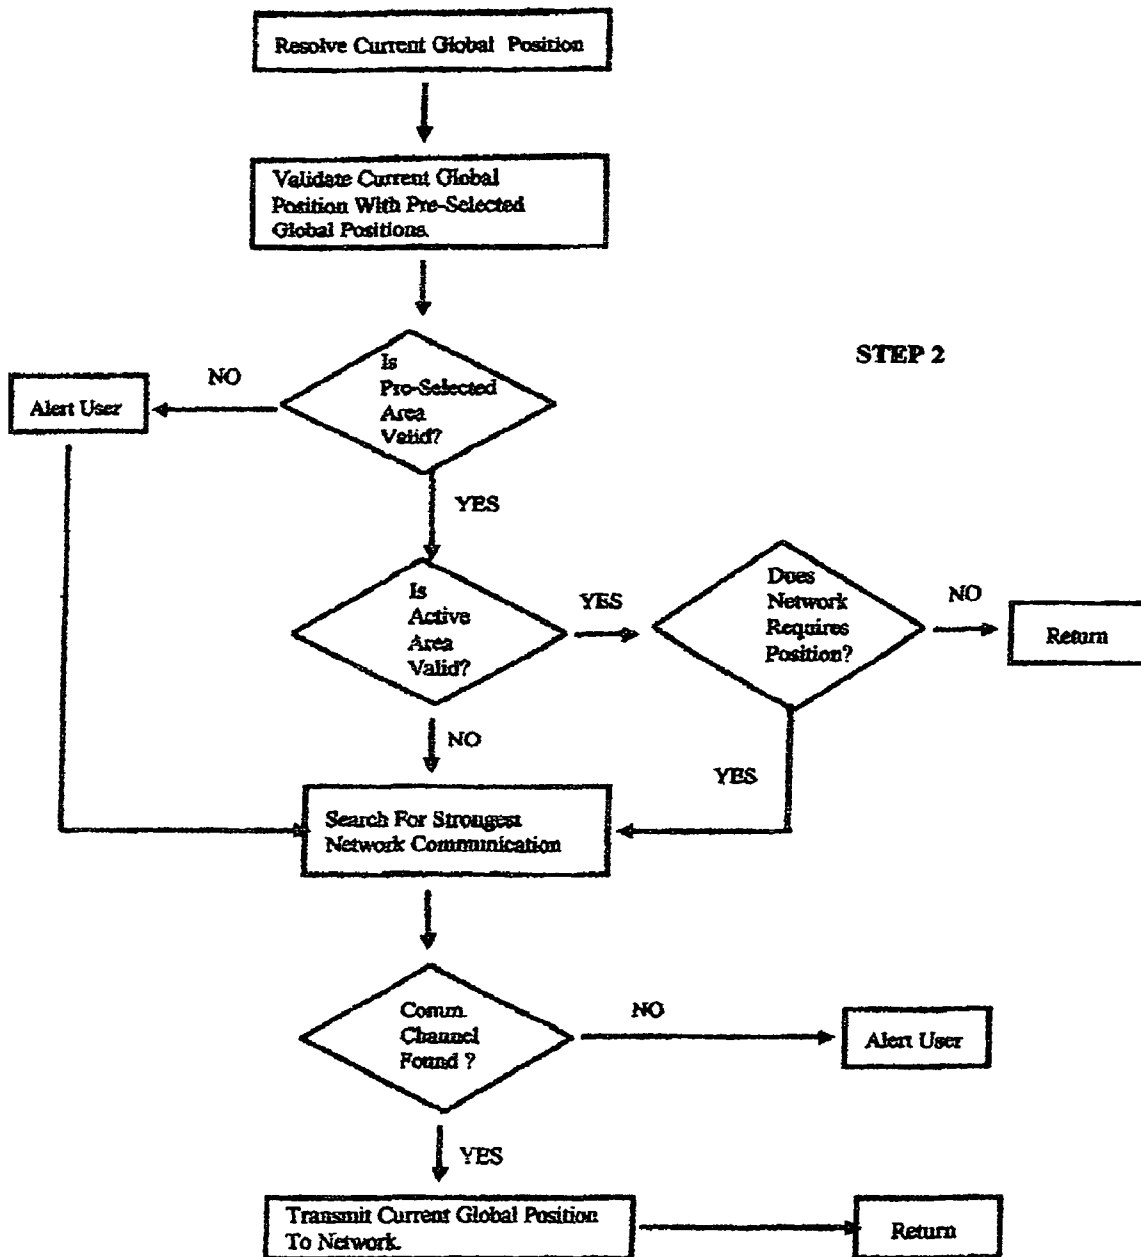 Resolve Current Global Position
Validate Current Global
Position With Pre-Selected
Global Positions.
STEP 2
Is
Pre-Selected
Area
Valid?
NO
Alert User
YES
Is
Active
Area
Valid?
YES
Does
Network
Requires
Position?
NO
Return
NO
YES
Search For Strongest
Network Communication
Comm.
Channel
Found ?
NO
Alert User
YES
Transmit Current Global Position
To Network.
Return